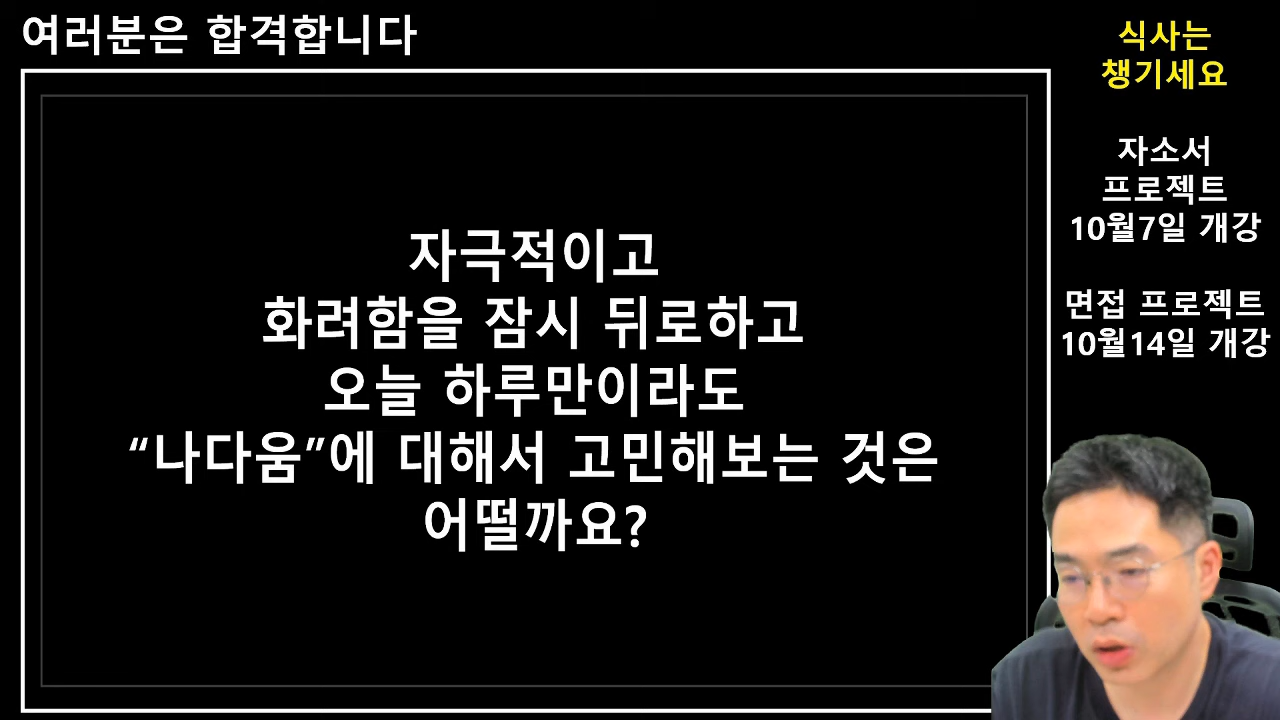 여러분은 합격합니다
자극적이고
화려함을 잠시 뒤로하고
오늘 하루만이라도
“나다움”에 대해서 고민해보는 것은
어떨까요?
식사는
챙기세요
자소서
프로젝트
10월7일 개강
면접 프로젝트
10월14일 개강